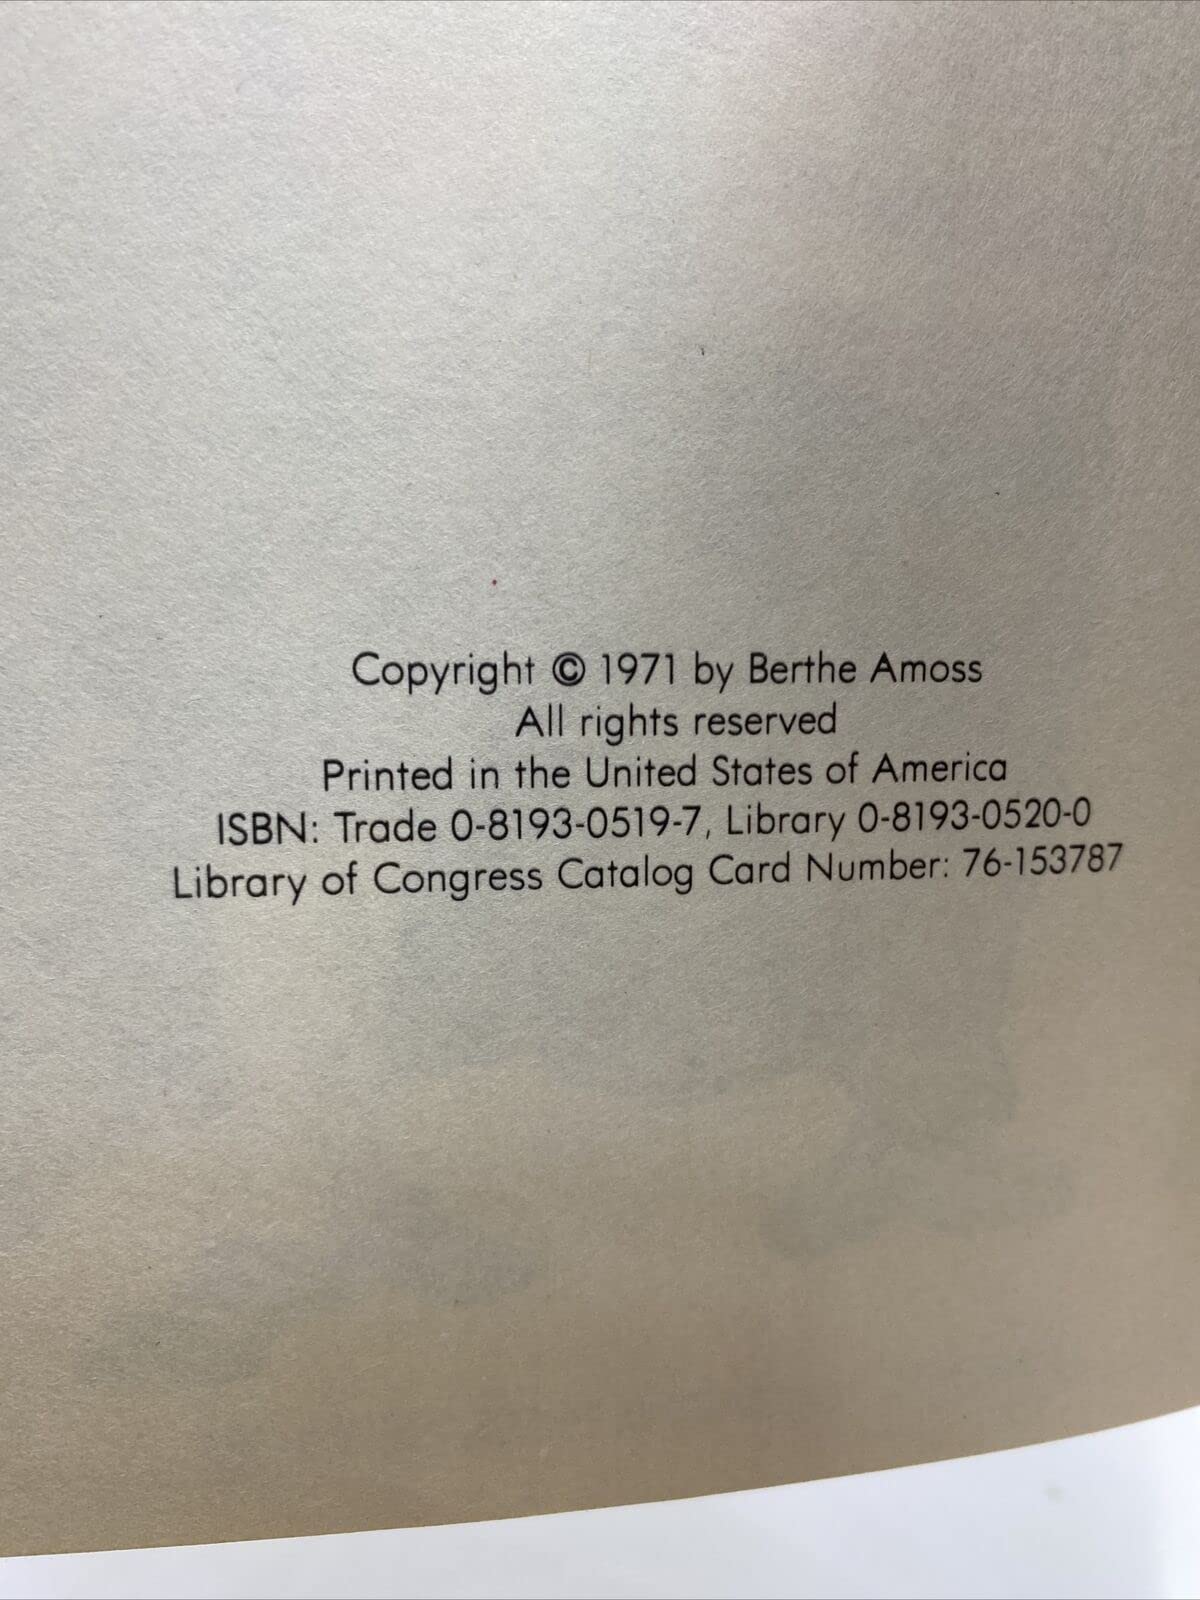 Copyright © 1971 by Berthe Amoss
All rights reserved
Printed in the United States of America
ISBN: Trade 0-8193-0519-7, Library 0-8193-0520-0
Library of Congress Catalog Card Number: 76-153787